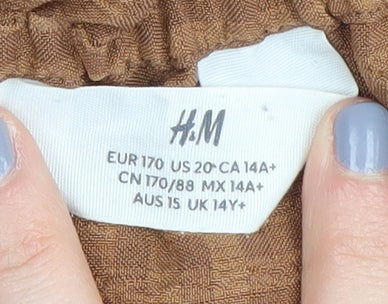 H&M
EUR 170 US 20 CA 14A+
CN 170/88 MX 14A+
AUS 15 UK 14Y+